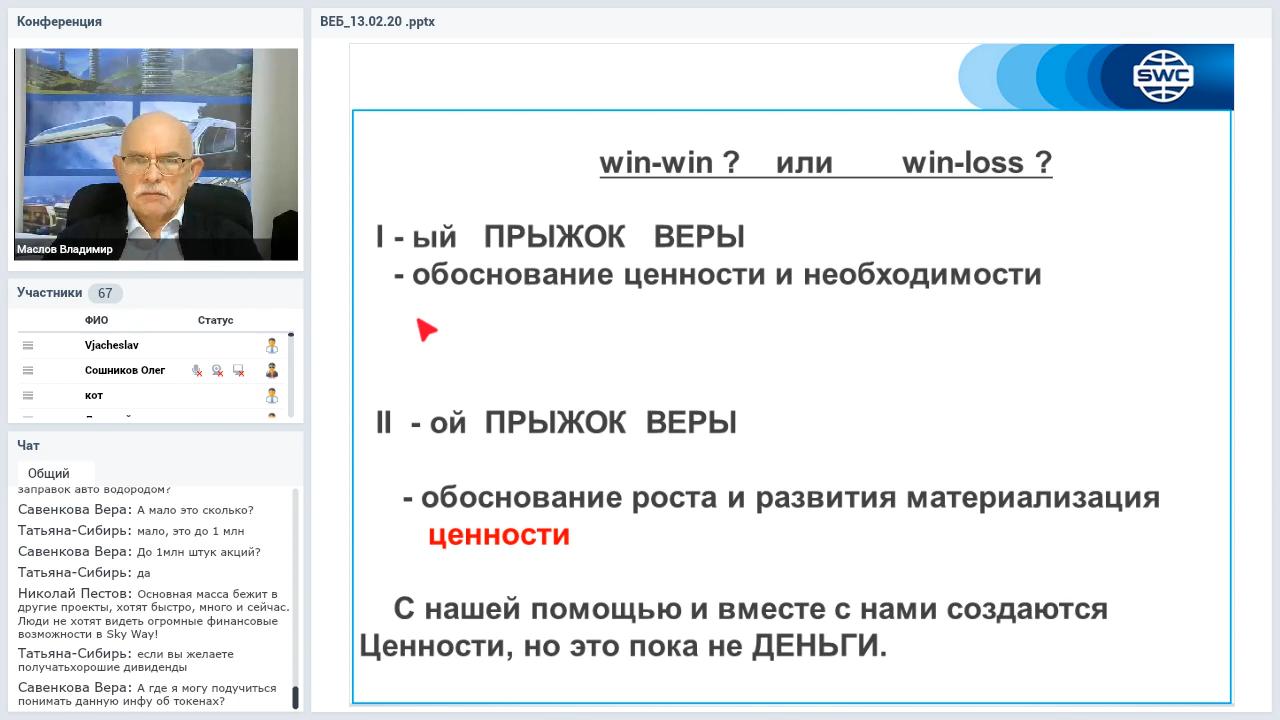 Конференция
Маслов Владимир
Участники 67
ФИО Статус
Vjacheslav
Сошников Олег
кот
Чат
Общий
заправок авто водородом?
Савенкова Вера: А мало это сколько?
Татьяна-Сибирь: мало, это до 1 млн
Савенкова Вера: До 1млн штук акций?
Татьяна-Сибирь: да
Николай Пестов: Основная масса бежит в
другие проекты, хотят быстро, много и сейчас.
Люди не хотят видеть огромные финансовые
возможности в Sky Way!
Татьяна-Сибирь: если вы желаете
получатьхорошие дивиденды
Савенкова Вера: А где я могу подучиться
понимать данную инфу об токенах?
ВЕБ_13.02.20 .pptx
SWC
win-win ? или win-loss ?
I - ый ПРЫЖОК ВЕРЫ
- обоснование ценности и необходимости
II - ой ПРЫЖОК ВЕРЫ
- обоснование роста и развития материализация
ценности
С нашей помощью и вместе с нами создаются
Ценности, но это пока не ДЕНЬГИ.